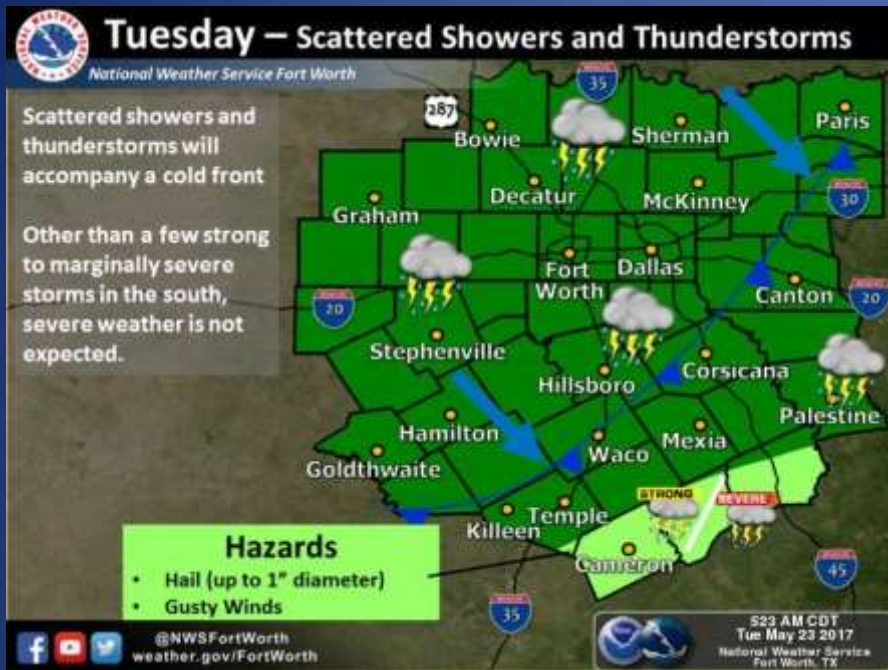 Tuesday – Scattered Showers and Thunderstorms
National Weather Service Fort Worth
Scattered showers and
thunderstorms will
accompany a cold front
Other than a few strong
to marginally severe
storms in the south,
severe weather is not
expected.
287
35
Bowie
Sherman
Paris
Decatur
McKinney
30
Graham
Fort
Worth
Dallas
Canton
20
20
Stephenville
Hillsboro
Corsicana
Palestine
Hamilton
Waco
Mexia
Goldthwaite
STRONG
SEVERE
Killeen
Temple
Cameron
45
35
Hazards
• Hail (up to 1” diameter)
• Gusty Winds
@NWSFortWorth
weather.gov/FortWorth
523 AM CDT
Tue May 23 2017
National Weather Service
Fort Worth, TX